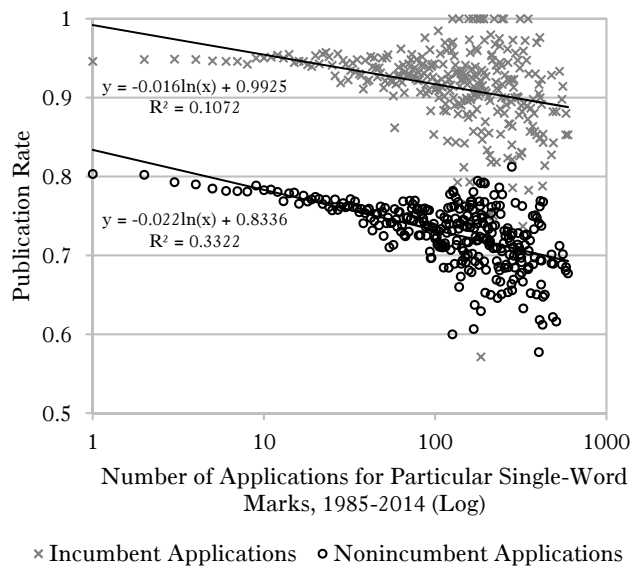 1
0.9
0.8
0.7
0.6
0.5
Publication Rate
y = -0.016ln(x) + 0.9925
R² = 0.1072
y = -0.022ln(x) + 0.8336
R² = 0.3322
1 10 100 1000
Number of Applications for Particular Single-Word
Marks, 1985-2014 (Log)
Incumbent Applications Nonincumbent Applications